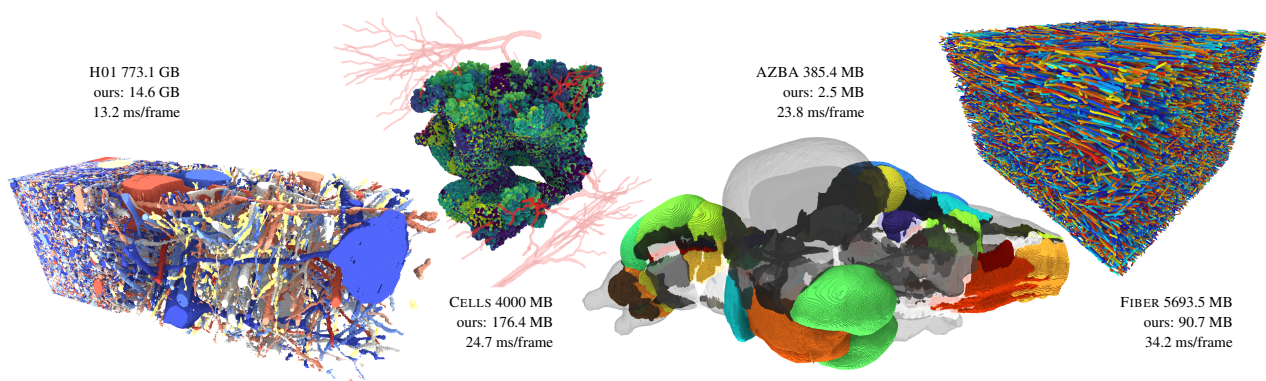 H01 773.1 GB
ours: 14.6 GB
13.2 ms/frame
CELLS 4000 MB
ours: 176.4 MB
24.7 ms/frame
AZBA 385.4 MB
ours: 2.5 MB
23.8 ms/frame
FIBER 5693.5 MB
ours: 90.7 MB
34.2 ms/frame